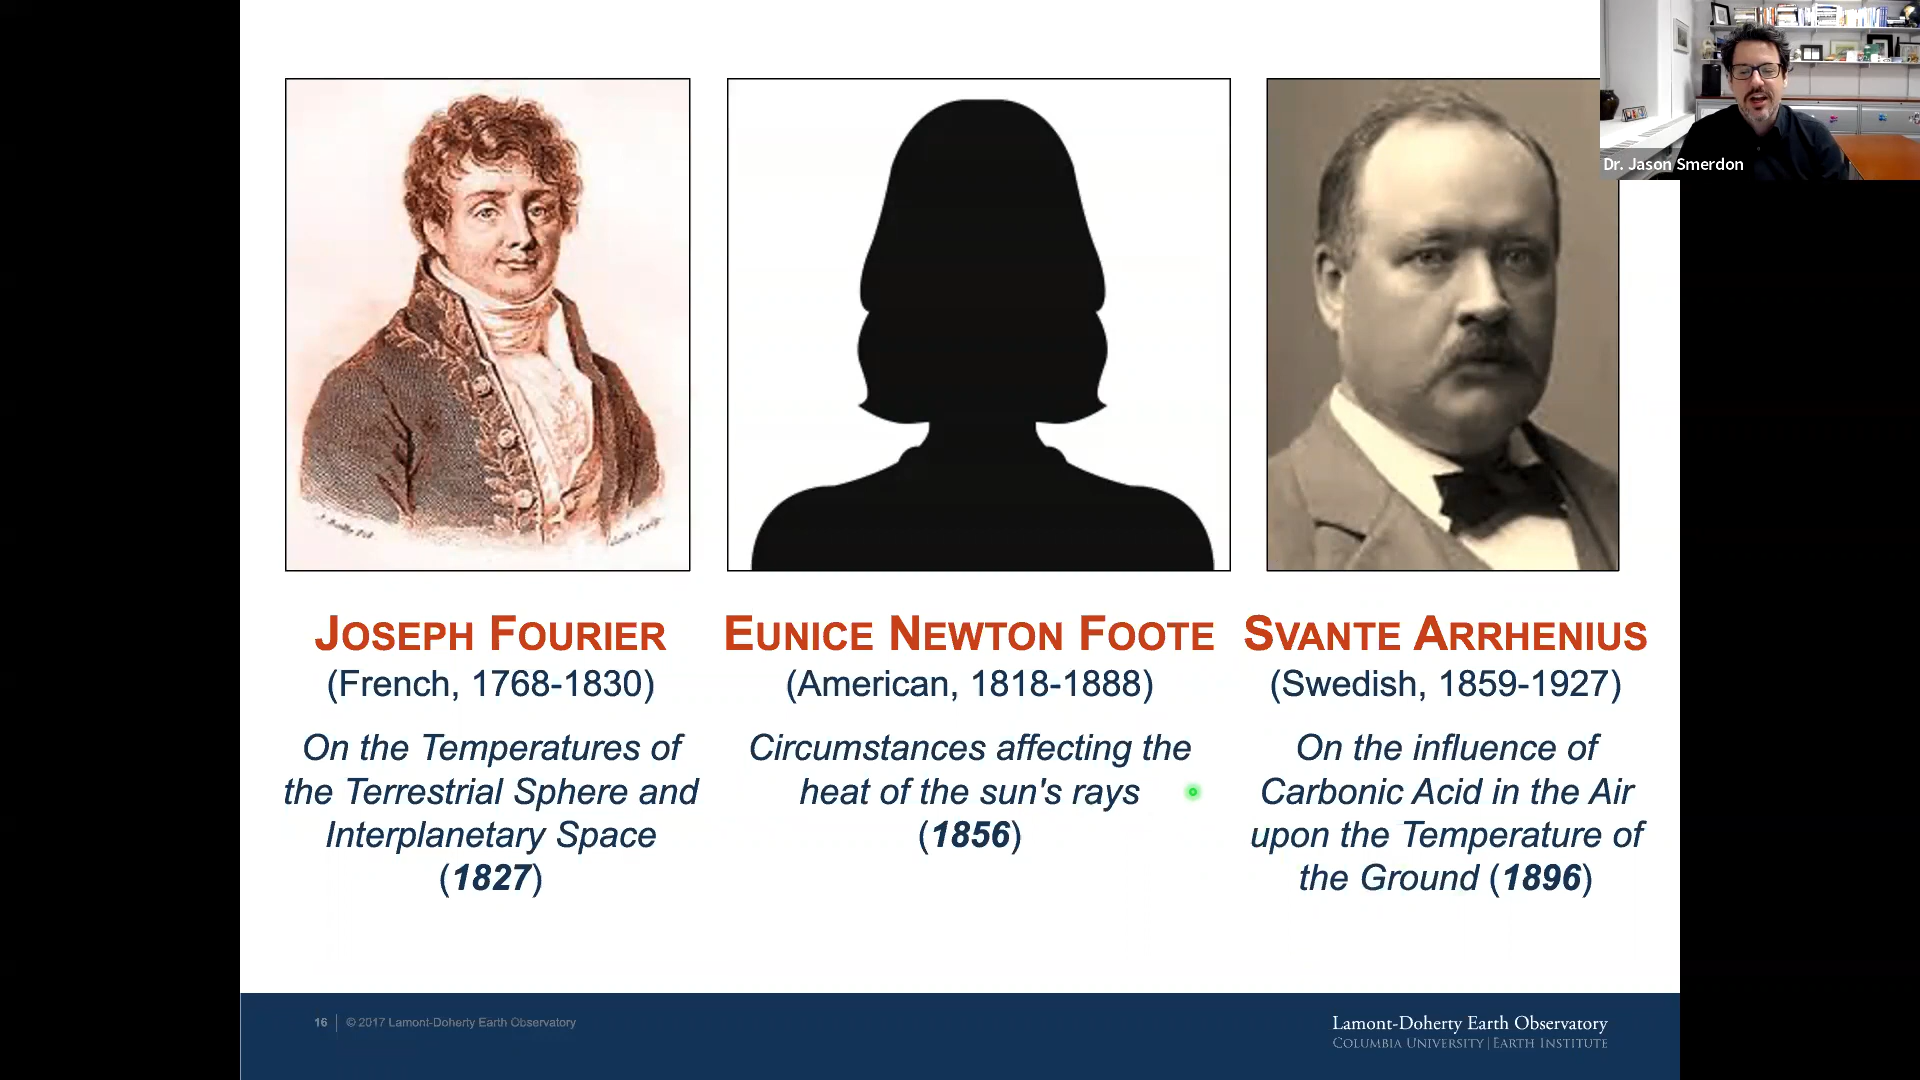 Dr. Jason Smerdon
JOSEPH FOURIER
(French, 1768-1830)
On the Temperatures of
the Terrestrial Sphere and
Interplanetary Space
(1827)
EUNICE NEWTON FOOTE
(American, 1818-1888)
Circumstances affecting the
heat of the sun's rays
(1856)
SVANTE ARRHENIUS
(Swedish, 1859-1927)
On the influence of
Carbonic Acid in the Air
upon the Temperature of
the Ground (1896)
16 | © 2017 Lamont-Doherty Earth Observatory
Lamont-Doherty Earth Observatory
COLUMBIA UNIVERSITY | EARTH INSTITUTE